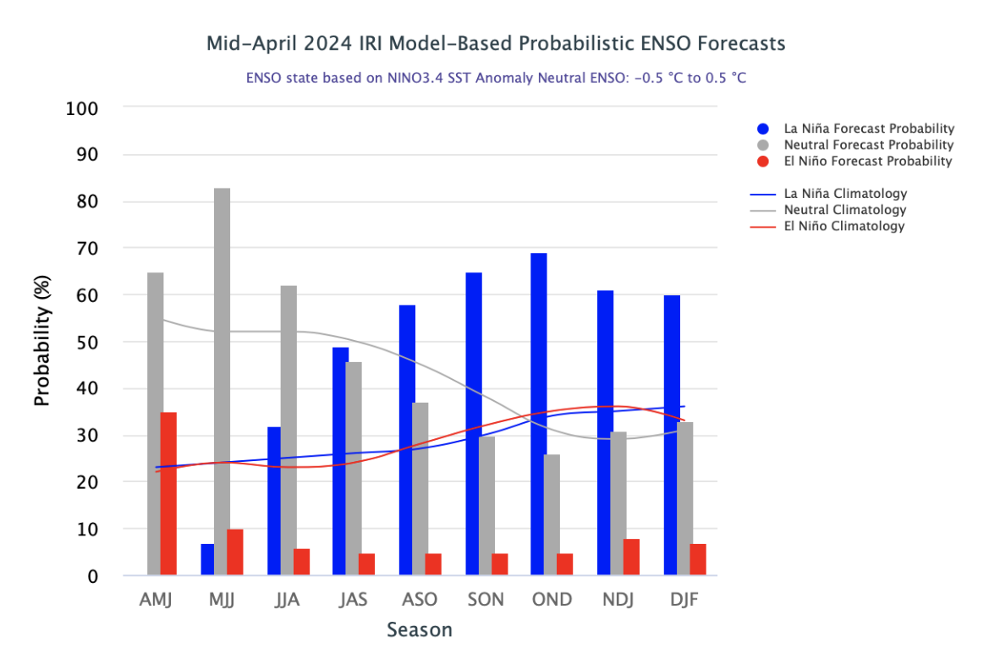 Mid-April 2024 IRI Model-Based Probabilistic ENSO Forecasts
ENSO state based on NINO3.4 SST Anomaly Neutral ENSO: -0.5 °C to 0.5 °C
100
90
80
70
60
50
40
30
20
10
0
Probability (%)
AMJ MJJ JJA JAS ASO SON OND NDJ DJF
Season
La Niña Forecast Probability
Neutral Forecast Probability
El Niño Forecast Probability
La Niña Climatology
Neutral Climatology
El Niño Climatology